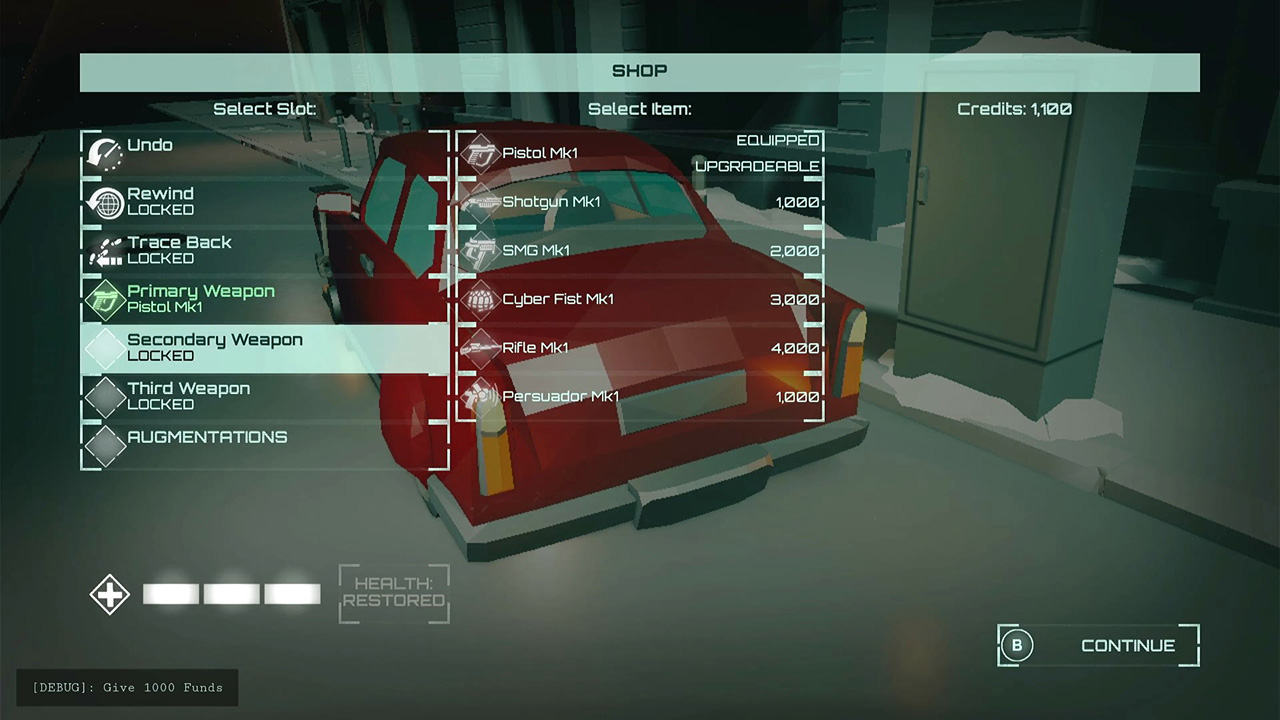 SHOP
Select Slot:
Select Item:
Credits: 1,100
Undo
Rewind
LOCKED
Trace Back
LOCKED
Primary Weapon
Pistol Mk1
Secondary Weapon
LOCKED
Third Weapon
LOCKED
AUGMENTATIONS
Pistol Mk1
EQUIPPED
UPGRADEABLE
Shotgun Mk1 1,000
SMG Mk1 2,000
Cyber Fist Mk1 3,000
Rifle Mk1 4,000
Persuador Mk1 1,000
HEALTH:
RESTORED
B CONTINUE
[DEBUG]: Give 1000 Funds